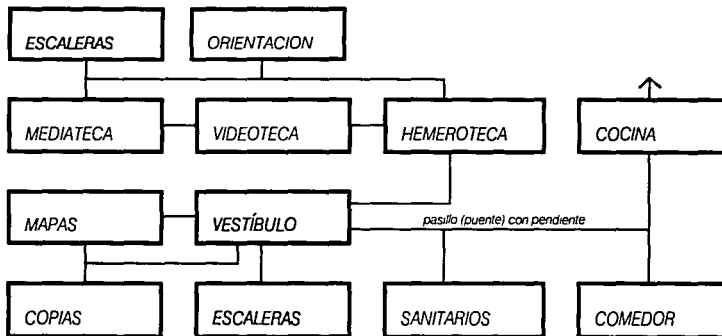 ESCALERAS
ORIENTACION
MEDIATECA
VIDEOTECA
HEMEROTECA
COCINA
MAPAS
VESTÍBULO
pasillo (puente) con pendiente
COPIAS
ESCALERAS
SANITARIOS
COMEDOR